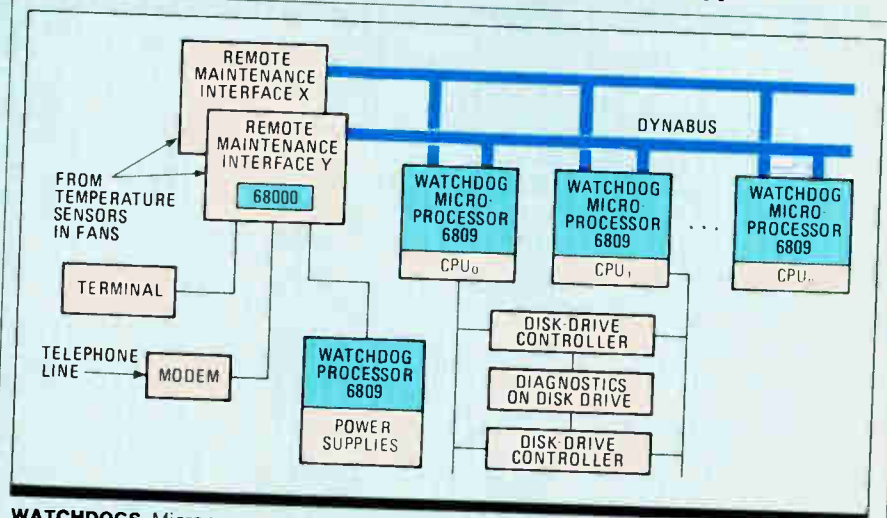 REMOTE
MAINTENANCE
INTERFACE X
REMOTE
MAINTENANCE
INTERFACE Y
68000
DYNABUS
FROM
TEMPERATURE
SENSORS
IN FANS
WATCHDOG
MICRO-
PROCESSOR
6809
CPU0
WATCHDOG
MICRO-
PROCESSOR
6809
CPU1
. . .
WATCHDOG
MICRO-
PROCESSOR
6809
CPUn
TERMINAL
TELEPHONE
LINE
MODEM
WATCHDOG
PROCESSOR
6809
POWER
SUPPLIES
DISK-DRIVE
CONTROLLER
DIAGNOSTICS
ON DISK DRIVE
DISK-DRIVE
CONTROLLER
WATCHDOGS